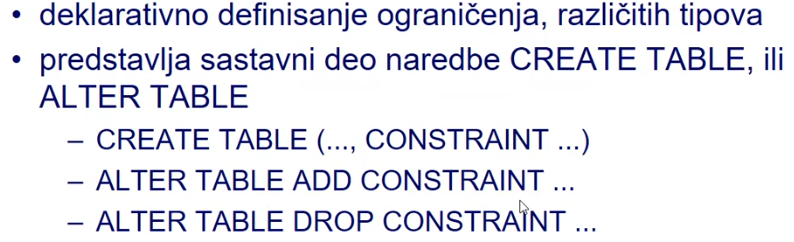 • deklarativno definisanje ograničenja, različitih tipova
• predstavlja sastavni deo naredbe CREATE TABLE, ili
ALTER TABLE
– CREATE TABLE (..., CONSTRAINT ...)
– ALTER TABLE ADD CONSTRAINT ...
– ALTER TABLE DROP CONSTRAINT ...